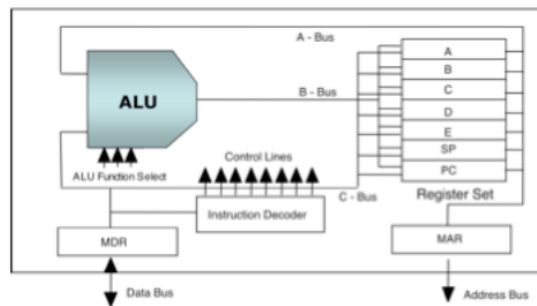 A - Bus
ALU
B - Bus
A
B
C
D
E
SP
PC
ALU Function Select
Control Lines
C - Bus
Register Set
Instruction Decoder
MDR
MAR
Data Bus
Address Bus